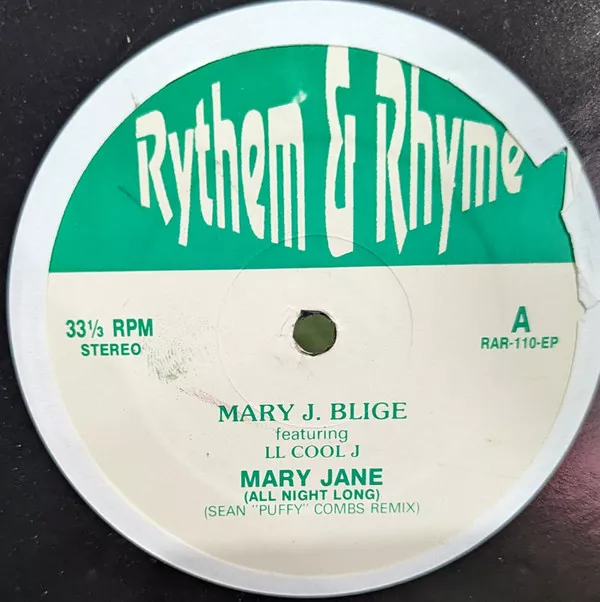 Rythem & Rhyme
33⅓ RPM
STEREO
A
RAR-110-EP
MARY J. BLIGE
featuring
LL COOL J
MARY JANE
(ALL NIGHT LONG)
(SEAN "PUFFY" COMBS REMIX)